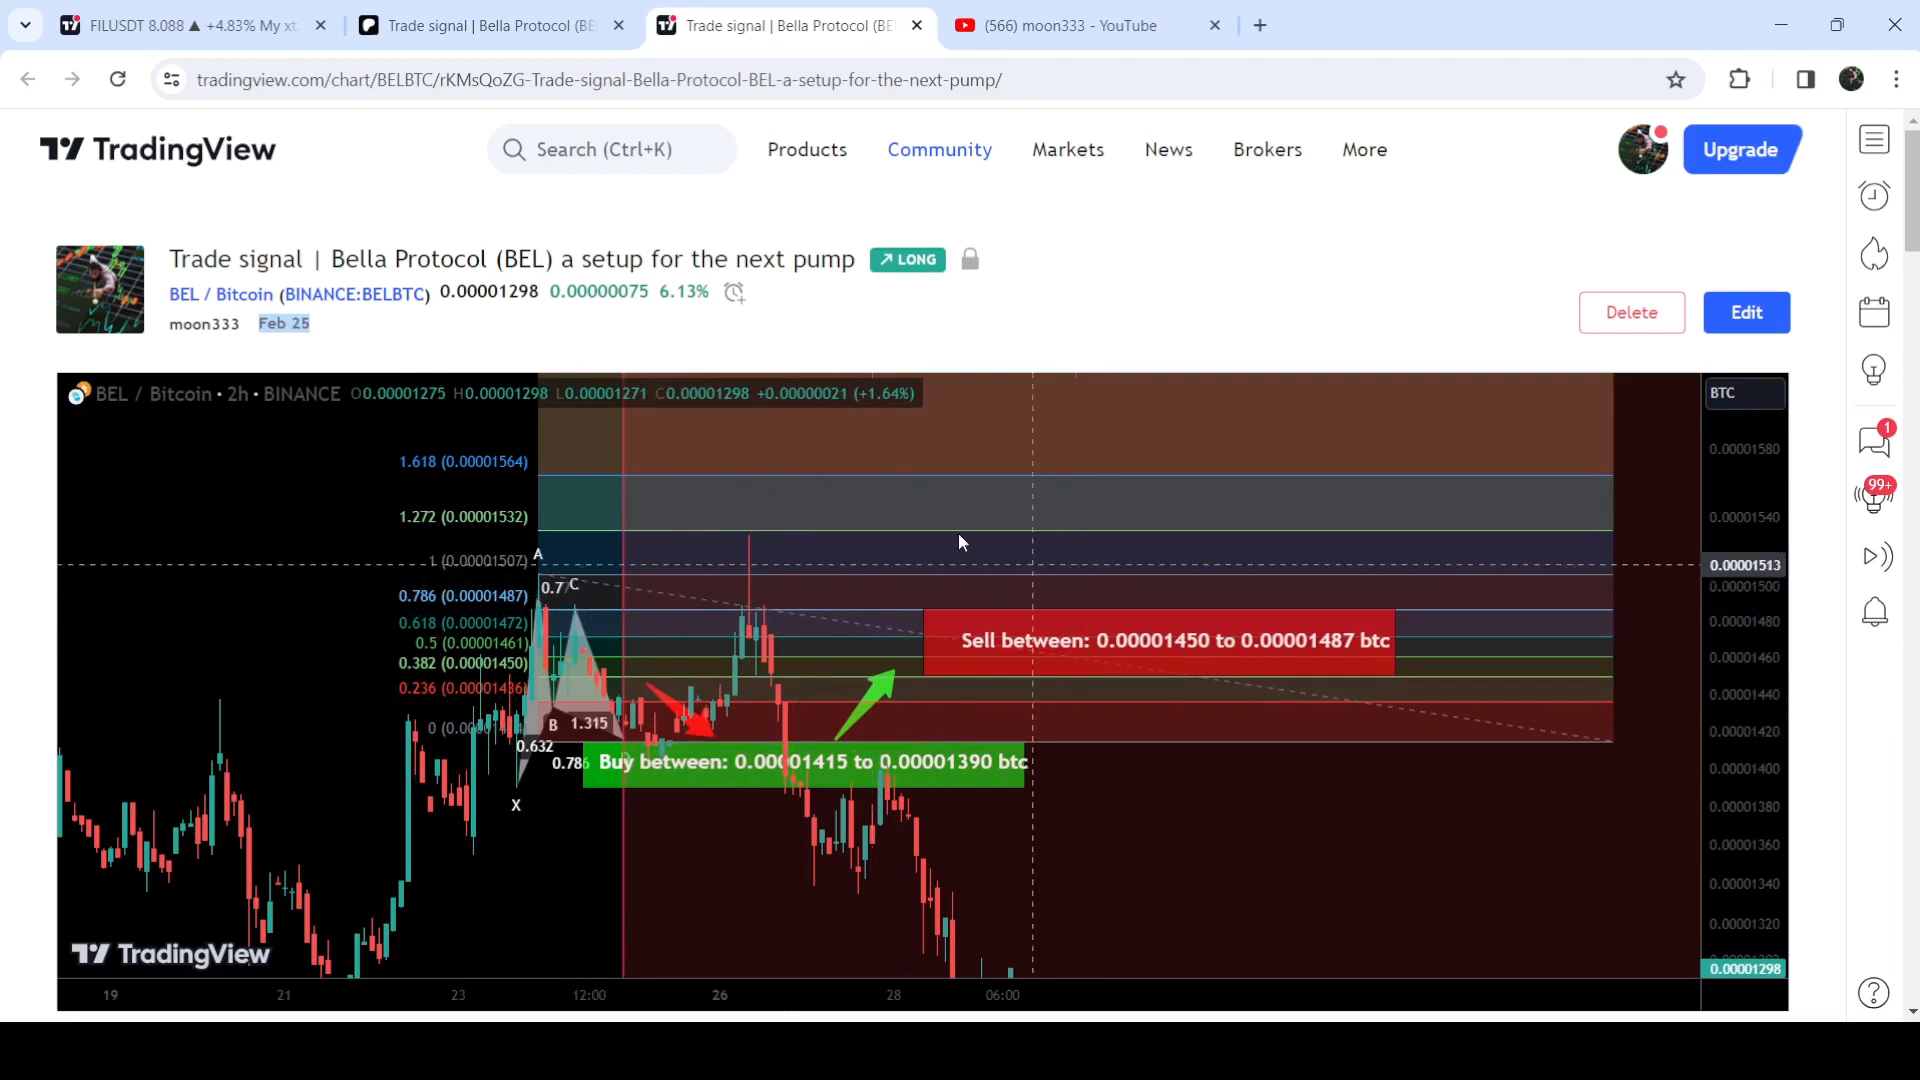 FILUSDT 8.088 ▲ +4.83% My xt
Trade signal | Bella Protocol (BE
Trade signal | Bella Protocol (BE
(566) moon333 - YouTube
tradingview.com/chart/BELBTC/rKMsQoZG-Trade-signal-Bella-Protocol-BEL-a-setup-for-the-next-pump/
TradingView
Search (Ctrl+K)
Products
Community
Markets
News
Brokers
More
Upgrade
Trade signal | Bella Protocol (BEL) a setup for the next pump
LONG
BEL / Bitcoin (BINANCE:BELBTC) 0.00001298 0.00000075 6.13%
moon333 Feb 25
Delete
Edit
1
99+
BEL / Bitcoin • 2h • BINANCE O0.00001275 H0.00001298 L0.00001271 C0.00001298 +0.00000021 (+1.64%)
BTC
1.618 (0.00001564)
1.272 (0.00001532)
1 (0.00001507)
0.786 (0.00001487)
0.618 (0.00001472)
0.5 (0.00001461)
0.382 (0.00001450)
0.236 (0.00001436)
A
C
B 1.315
0.632
0.786
X
Sell between: 0.00001450 to 0.00001487 btc
Buy between: 0.00001415 to 0.00001390 btc
0.00001580
0.00001540
0.00001513
0.00001500
0.00001480
0.00001460
0.00001440
0.00001420
0.00001400
0.00001380
0.00001360
0.00001340
0.00001320
0.00001298
TradingView
19
21
23
12:00
26
28
06:00